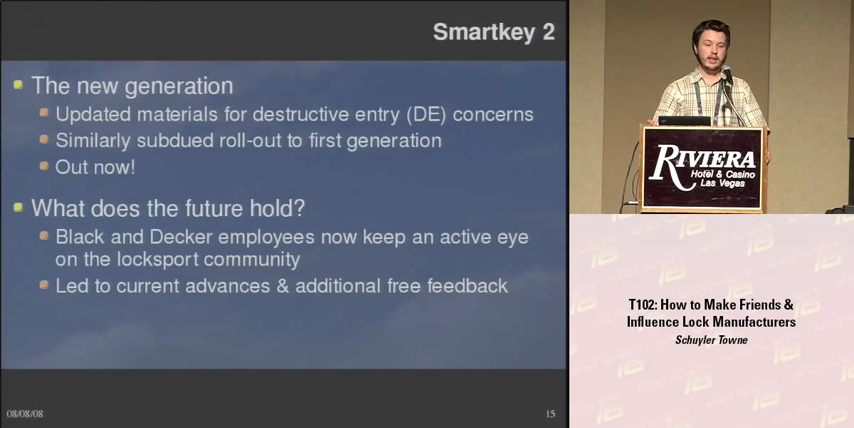 Smartkey 2
The new generation
Updated materials for destructive entry (DE) concerns
Similarly subdued roll-out to first generation
Out now!
What does the future hold?
Black and Decker employees now keep an active eye
on the locksport community
Led to current advances & additional free feedback
08/08/08
15
RIVIERA
Hotel & Casino
Las Vegas
T102: How to Make Friends &
Influence Lock Manufacturers
Schuyler Towne